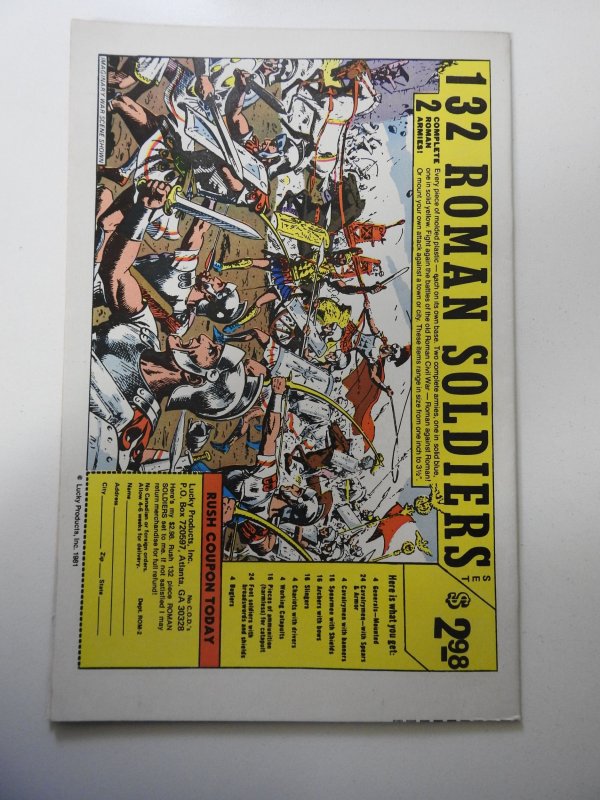 132 ROMAN SOLDIERS
SET
$2.98
2
COMPLETE
ROMAN
ARMIES!
Every piece of molded plastic — each on its own base. Two complete armies, one in solid blue,
one in solid yellow. Fight again the battles of the old Roman Civil War — Roman against Roman!
Or mount your own attack against a town or city. These items range in size from one inch to 3½".
IMAGINARY WAR SCENE SHOWN
Here is what you get:
4 Generals—Mounted
24 Cavalrymen—with Spears
& Armor
4 Cavalrymen with banners
16 Spearmen with Shields
16 Archers with bows
16 Slingers
4 Chariots with drivers
4 Working Catapults
16 Pieces of ammunition
(harmless) for catapult
24 Foot soldiers with
broadswords and shields
4 Buglers
RUSH COUPON TODAY
Lucky Products, Inc. No C.O.D.'s
P.O. Box 720597, Atlanta, GA 30328
Here's my $2.98. Rush 132 piece ROMAN
SOLDIERS set to me. If not satisfied I may
return merchandise for full refund!
No Canadian or foreign orders.
Allow 4-6 weeks for delivery. Dept. ROM-2
Name
Address
City Zip State
© Lucky Products, Inc. 1981